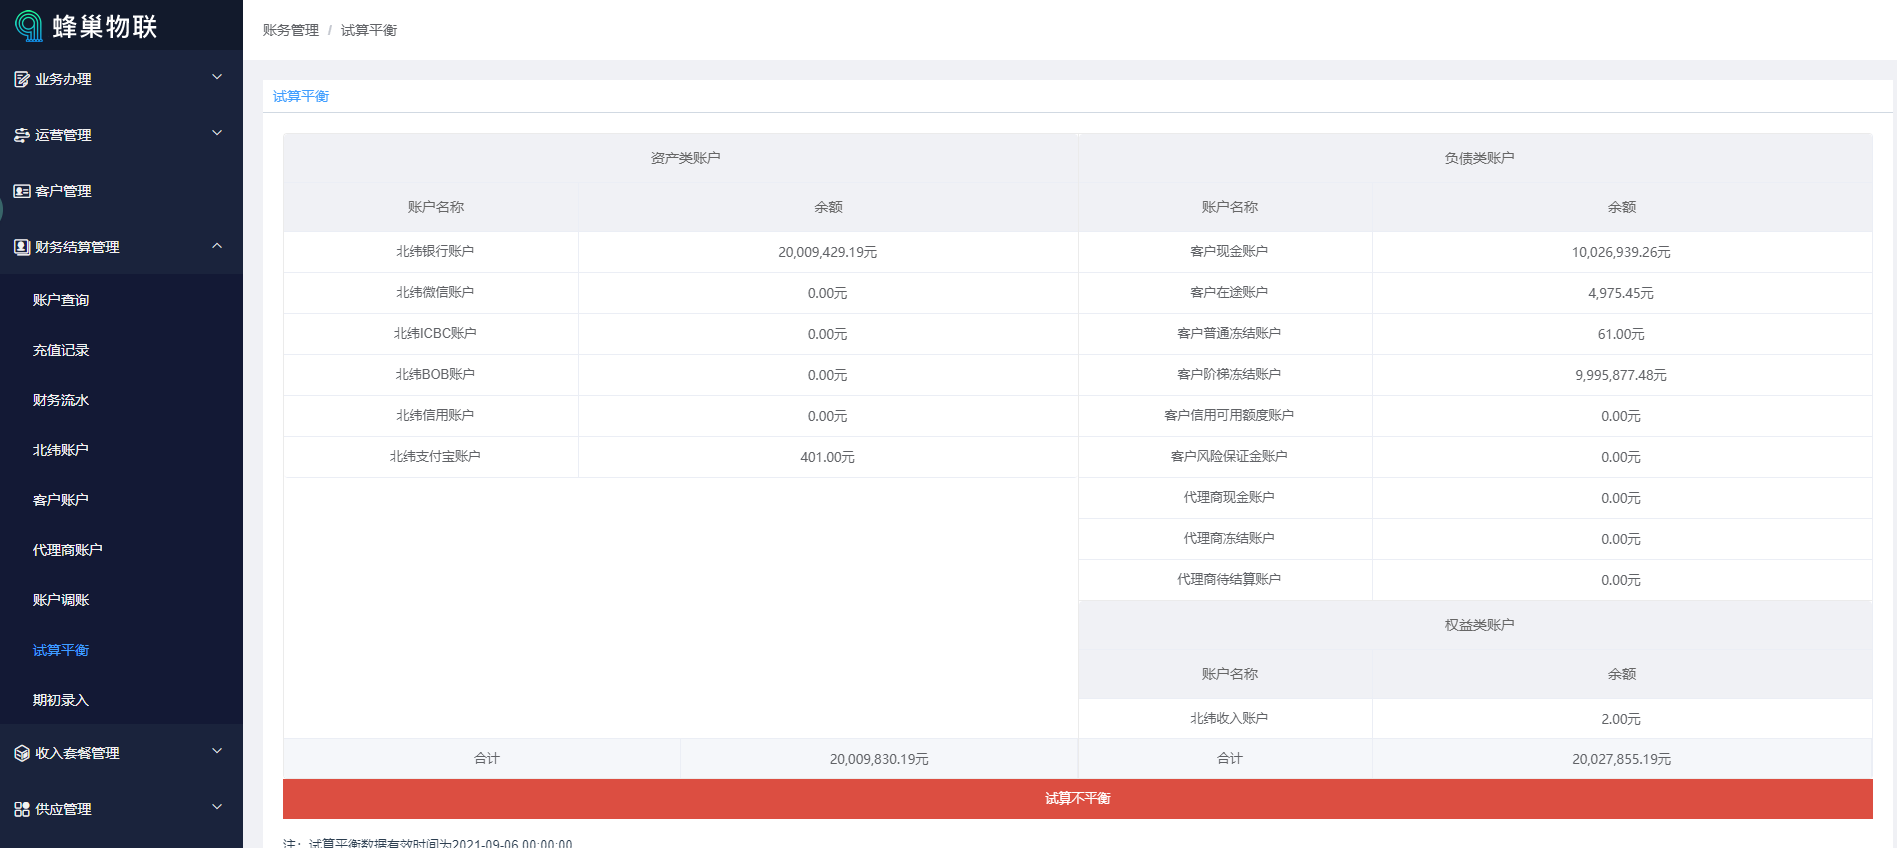 蜂巢物联
业务办理
运营管理
客户管理
财务结算管理
账户查询
充值记录
财务流水
北纬账户
客户账户
代理商账户
账户调账
试算平衡
期初录入
收入套餐管理
供应管理
账务管理 / 试算平衡
试算平衡
资产类账户 负债类账户
账户名称 余额 账户名称 余额
北纬银行账户 20,009,429.19元 客户现金账户 10,026,939.26元
北纬微信账户 0.00元 客户在途账户 4,975.45元
北纬ICBC账户 0.00元 客户普通冻结账户 61.00元
北纬BOB账户 0.00元 客户阶梯冻结账户 9,995,877.48元
北纬信用账户 0.00元 客户信用可用额度账户 0.00元
北纬支付宝账户 401.00元 客户风险保证金账户 0.00元
代理商现金账户 0.00元
代理商冻结账户 0.00元
代理商待结算账户 0.00元
权益类账户
账户名称 余额
北纬收入账户 2.00元
合计 20,009,830.19元 合计 20,027,855.19元
试算不平衡
注：试算平衡数据有效时间为2021-09-06 00:00:00